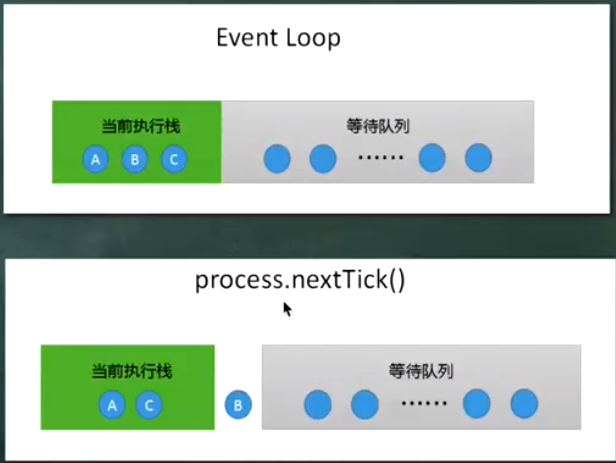 Event Loop
当前执行栈 等待队列
A B C ······
process.nextTick()
当前执行栈 等待队列
A C B ······